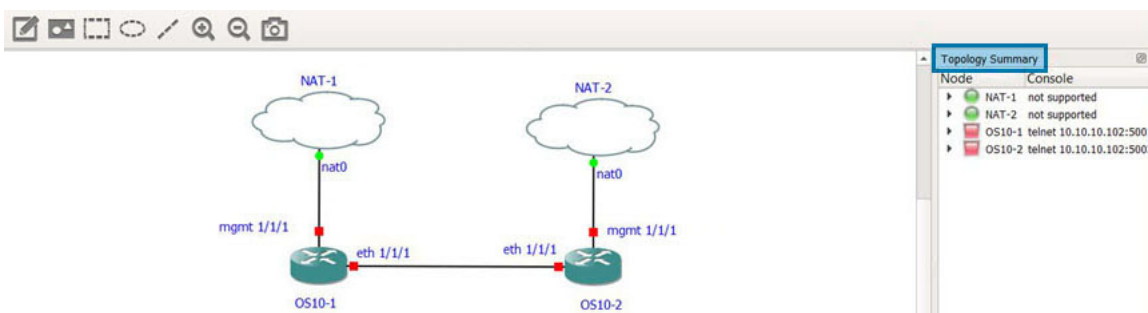 NAT-1
NAT-2
nat0
nat0
mgmt 1/1/1
mgmt 1/1/1
eth 1/1/1
eth 1/1/1
OS10-1
OS10-2
Topology Summary
Node Console
NAT-1 not supported
NAT-2 not supported
OS10-1 telnet 10.10.10.102:500
OS10-2 telnet 10.10.10.102:500